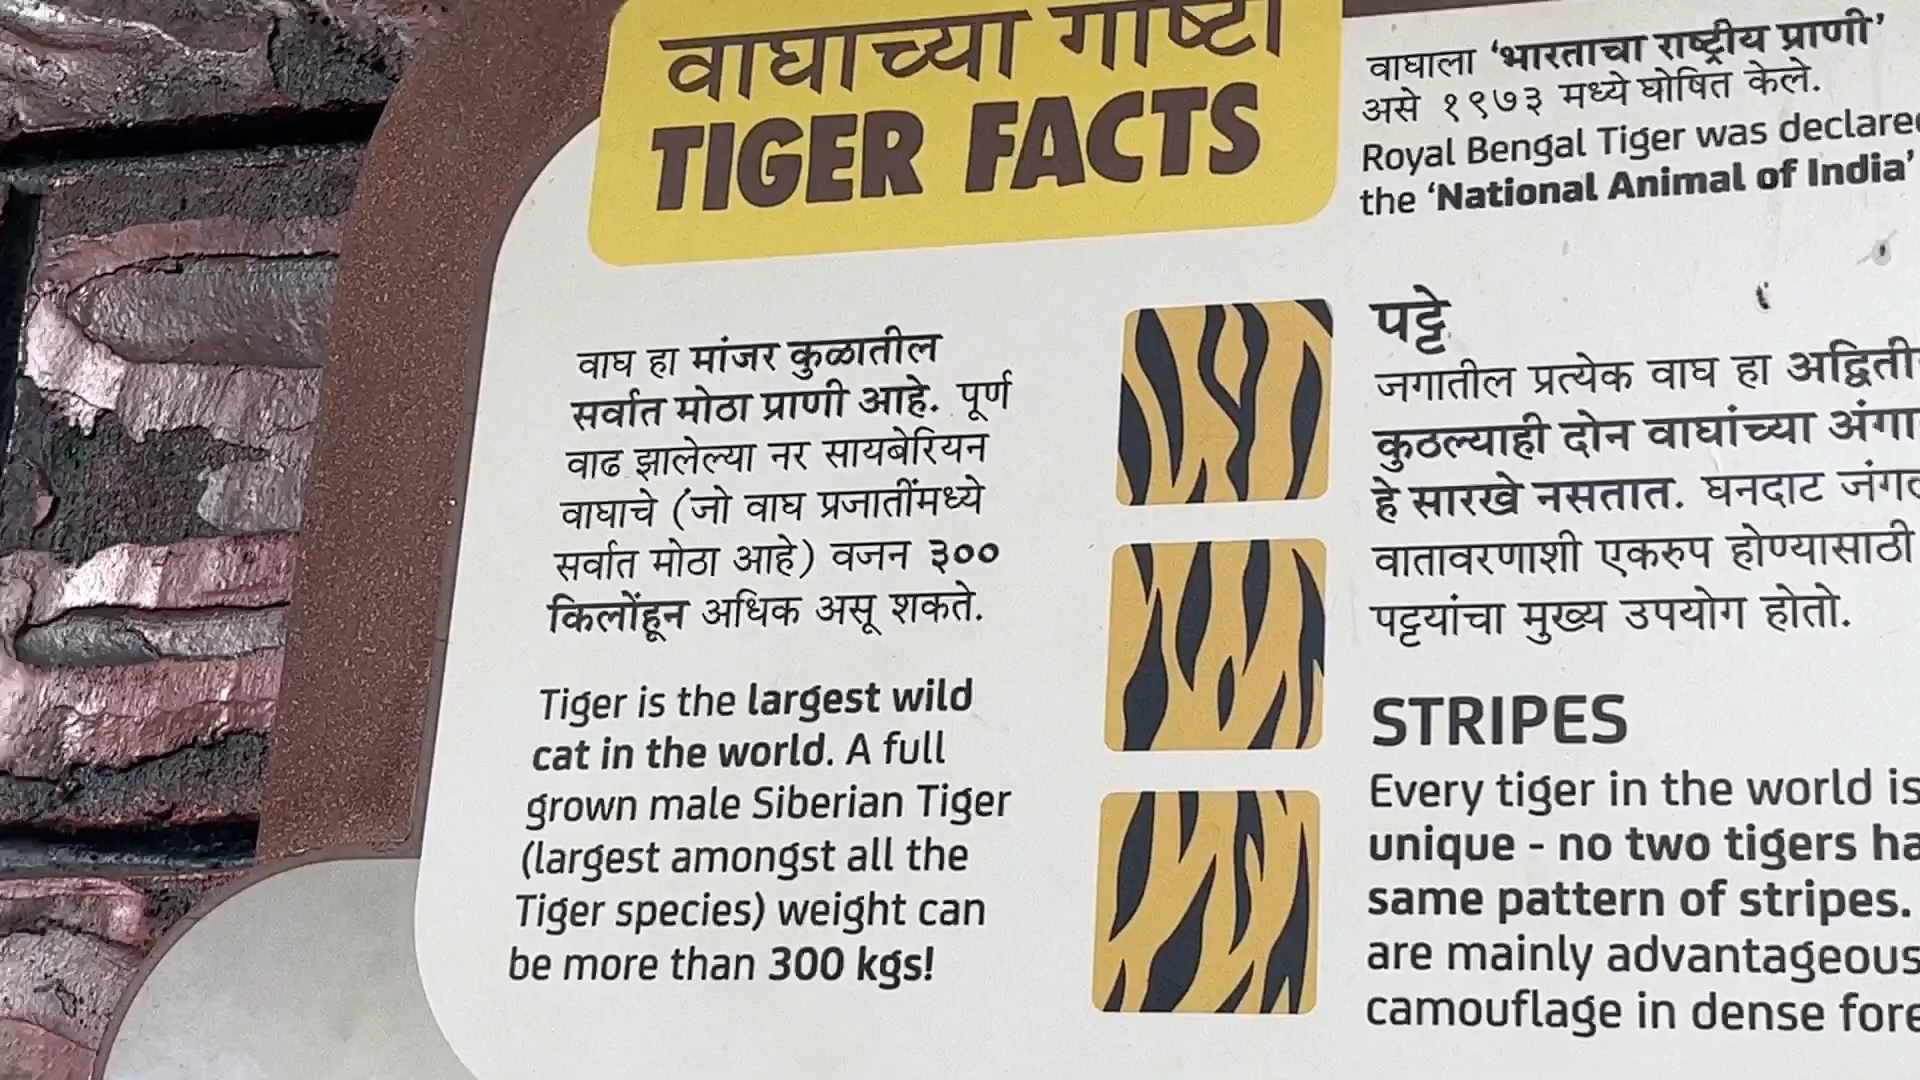 वाघाच्या गोष्टी
TIGER FACTS
वाघ हा मांजर कुळातील
सर्वात मोठा प्राणी आहे. पूर्ण
वाढ झालेल्या नर सायबेरियन
वाघाचे (जो वाघ प्रजातींमध्ये
सर्वात मोठा आहे) वजन ३००
किलोंहून अधिक असू शकते.
Tiger is the largest wild
cat in the world. A full
grown male Siberian Tiger
(largest amongst all the
Tiger species) weight can
be more than 300 kgs!
वाघाला ‘भारताचा राष्ट्रीय प्राणी’
असे १९७३ मध्ये घोषित केले.
Royal Bengal Tiger was
the ‘National Animal of India’
पट्टे
जगातील प्रत्येक वाघ हा
कुठल्याही दोन वाघांच्या
हे सारखे नसतात. घनदाट
वातावरणाशी एकरुप होण्यासाठी
पट्टयांचा मुख्य उपयोग होतो.
STRIPES
Every tiger in the world is
unique - no two tigers
same pattern of stripes.
are mainly advantageous
camouflage in dense